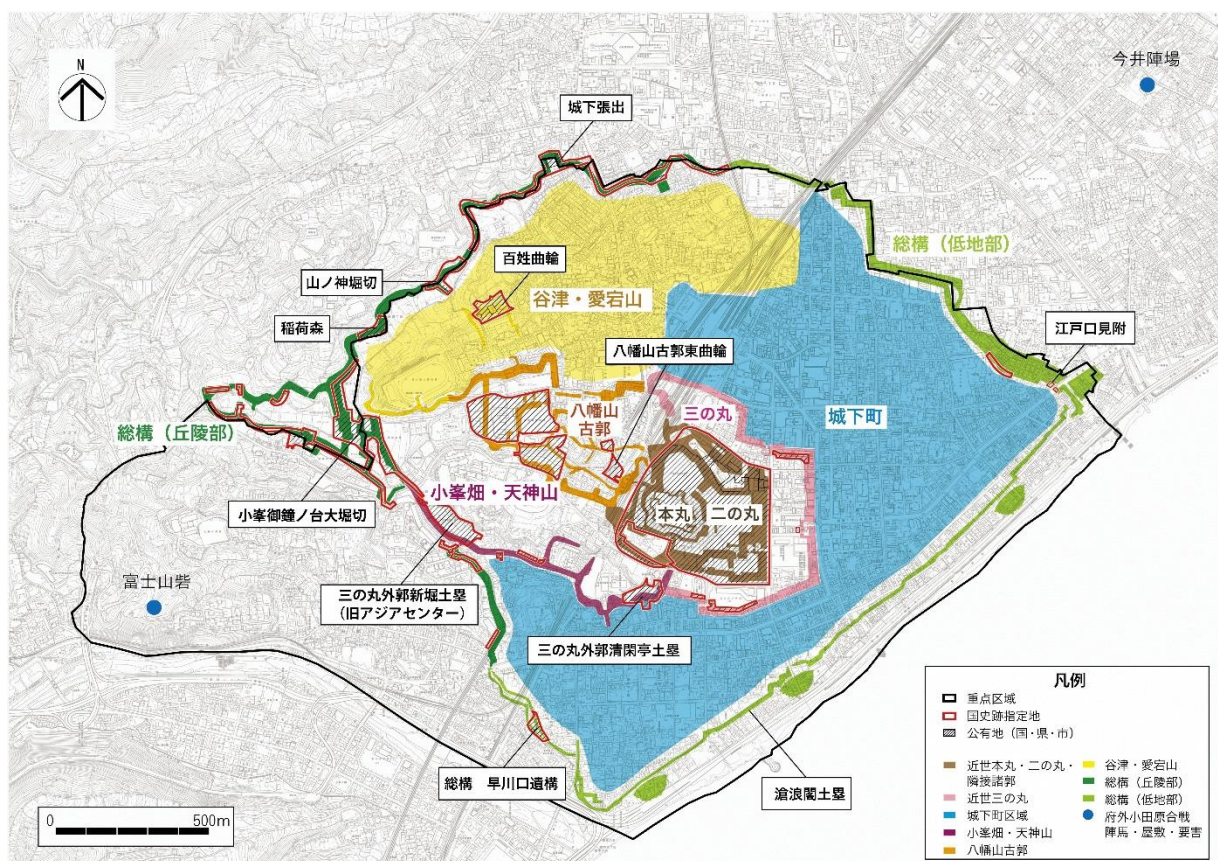 N
今井陣場
城下張出
総構（低地部）
百姓曲輪
山ノ神堀切
谷津・愛宕山
稲荷森
江戸口見附
八幡山古郭東曲輪
八幡山
古郭
三の丸
城下町
総構（丘陵部）
小峯畑・天神山
本丸
二の丸
小峯御鐘ノ台大堀切
富士山砦
三の丸外郭新堀土塁
（旧アジアセンター）
三の丸外郭清閑亭土塁
総構　早川口遺構
滄浪閣土塁
0
500m
凡例
重点区域
国史跡指定地
公有地（国・県・市）
近世本丸・二の丸・
隣接諸郭
近世三の丸
城下町区域
小峯畑・天神山
八幡山古郭
谷津・愛宕山
総構（丘陵部）
総構（低地部）
府外小田原合戦
陣馬・屋敷・要害